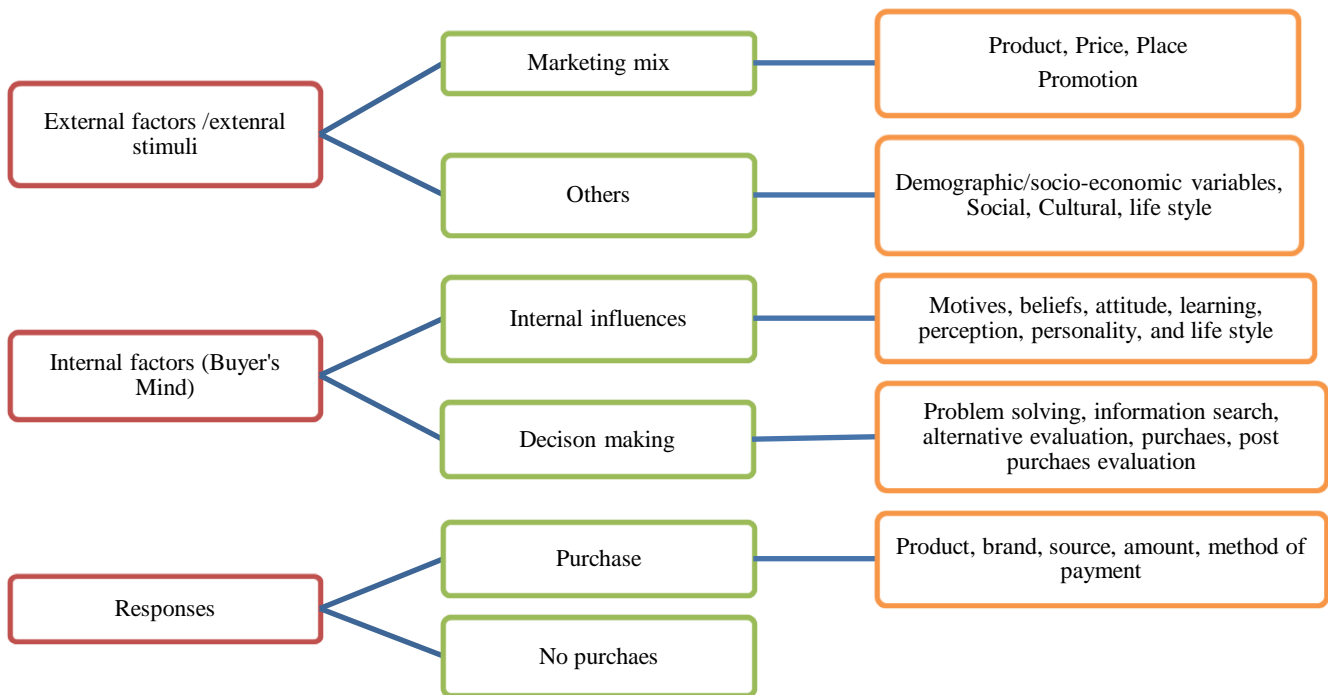 External factors /extenral
stimuli
Marketing mix
Product, Price, Place
Promotion
Others
Demographic/socio-economic variables,
Social, Cultural, life style
Internal factors (Buyer's
Mind)
Internal influences
Motives, beliefs, attitude, learning,
perception, personality, and life style
Decison making
Problem solving, information search,
alternative evaluation, purchaes, post
purchaes evaluation
Responses
Purchase
Product, brand, source, amount, method of
payment
No purchaes